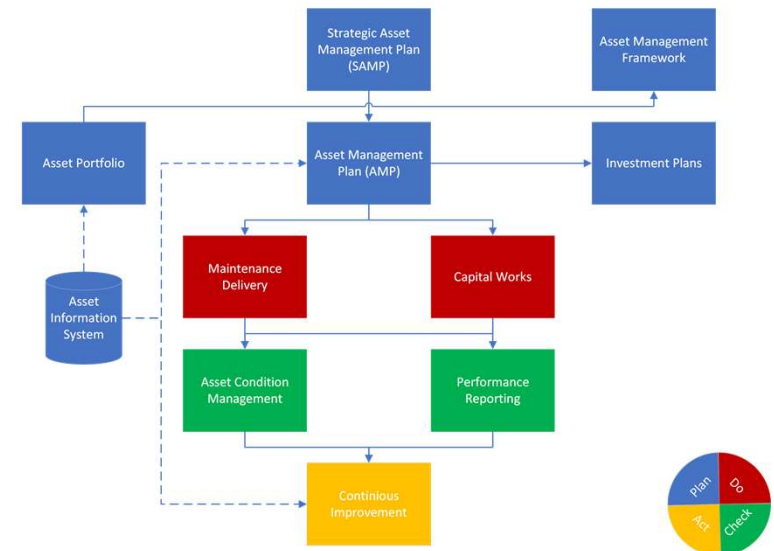 Strategic Asset
Management Plan
(SAMP)
Asset Management
Framework
Asset Portfolio
Asset Management
Plan (AMP)
Investment Plans
Maintenance
Delivery
Capital Works
Asset
Information
System
Asset Condition
Management
Performance
Reporting
Continious
Improvement
Plan
Do
Act
Check